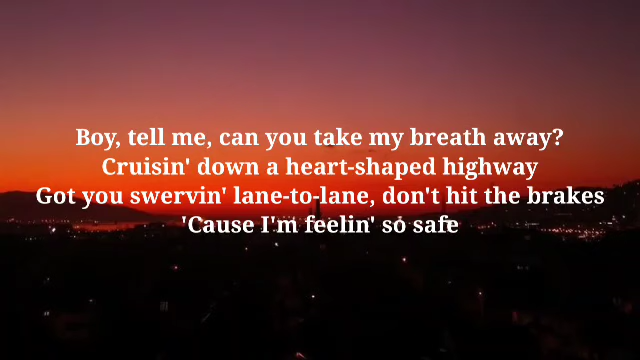 Boy, tell me, can you take my breath away?
Cruisin' down a heart-shaped highway
Got you swervin' lane-to-lane, don't hit the brakes
'Cause I'm feelin' so safe